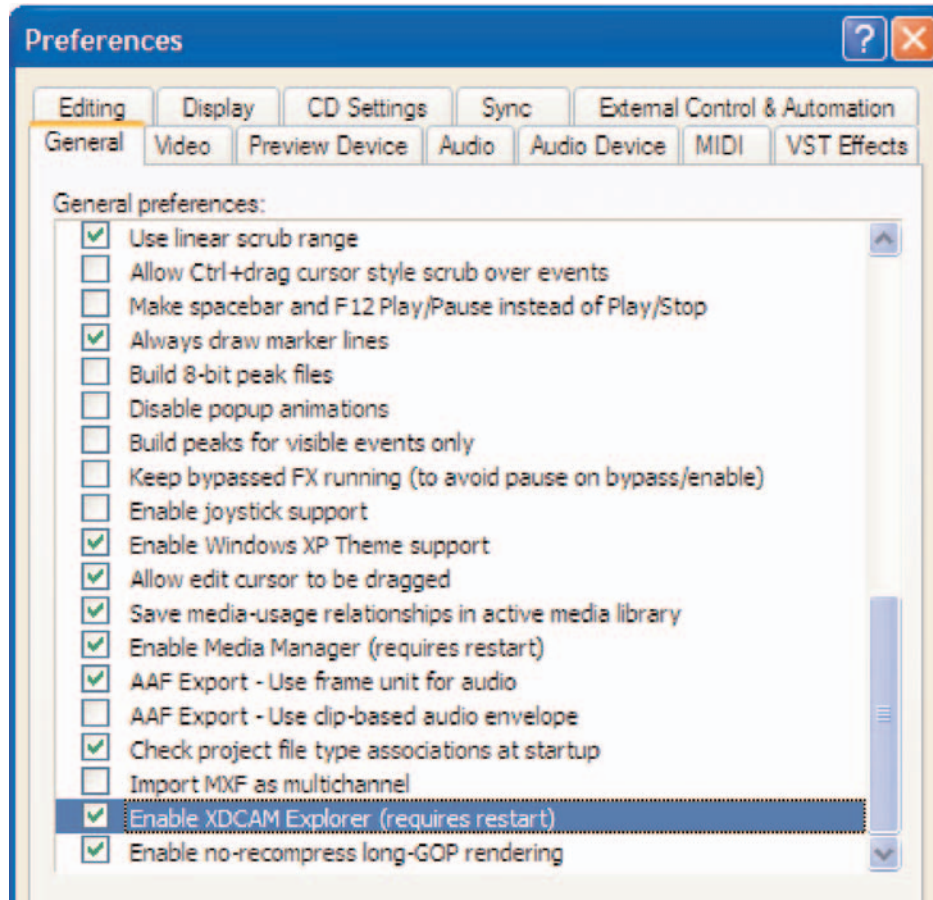 Preferences
Editing Display CD Settings Sync External Control & Automation
General Video Preview Device Audio Audio Device MIDI VST Effects
General preferences:
Use linear scrub range
Allow Ctrl+drag cursor style scrub over events
Make spacebar and F12 Play/Pause instead of Play/Stop
Always draw marker lines
Build 8-bit peak files
Disable popup animations
Build peaks for visible events only
Keep bypassed FX running (to avoid pause on bypass/enable)
Enable joystick support
Enable Windows XP Theme support
Allow edit cursor to be dragged
Save media-usage relationships in active media library
Enable Media Manager (requires restart)
AAF Export - Use frame unit for audio
AAF Export - Use clip-based audio envelope
Check project file type associations at startup
Import MXF as multichannel
Enable XDCAM Explorer (requires restart)
Enable no-recompress long-GOP rendering